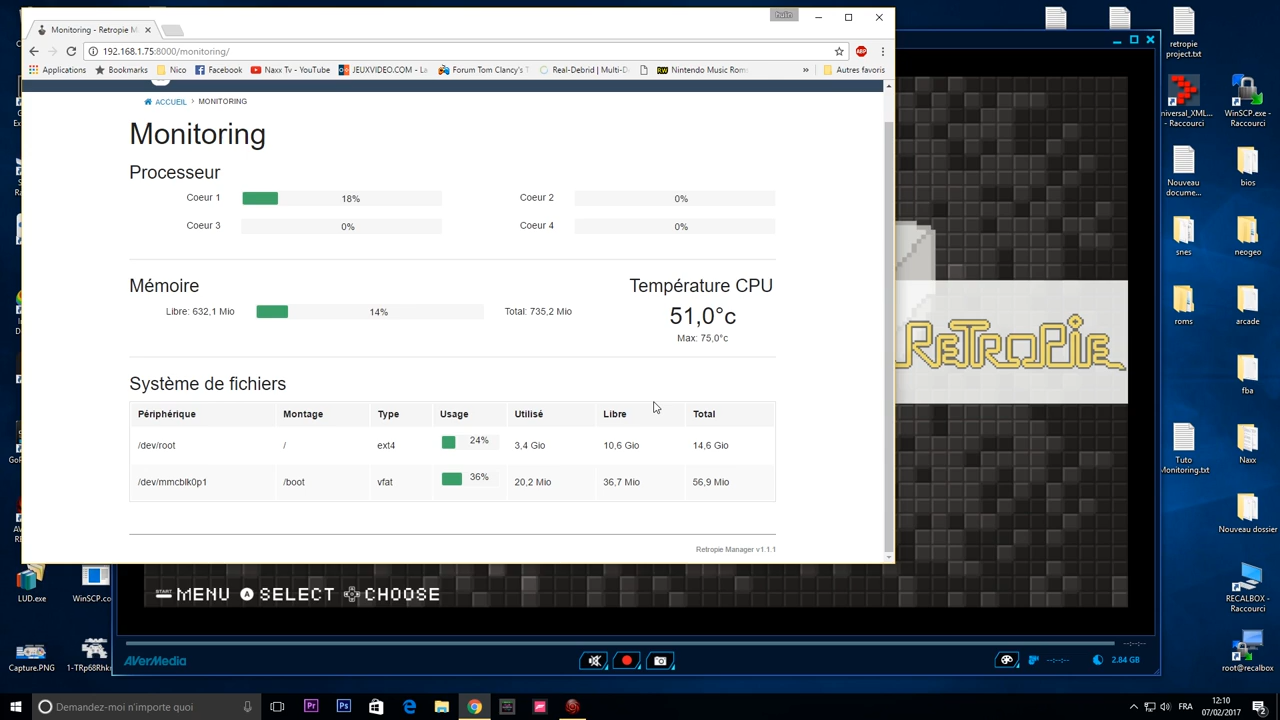 huln
Monitoring - Retropie M
192.168.1.75:8000/monitoring/
Applications
Bookmarks
Nico
Facebook
Naxx Tv - YouTube
JEUXVIDEO.COM - La
Forum Tom Clancy's T
Real-Debrid | Multi-D
Nintendo Music Rom
»
Autres favoris
ACCUEIL > MONITORING
Monitoring
Processeur
Coeur 1 18% Coeur 2 0%
Coeur 3 0% Coeur 4 0%
Mémoire
Libre: 632,1 Mio 14% Total: 735,2 Mio
Température CPU
51,0°c
Max: 75,0°c
Système de fichiers
Périphérique Montage Type Usage Utilisé Libre Total
/dev/root / ext4 24% 3,4 Gio 10,6 Gio 14,6 Gio
/dev/mmcblk0p1 /boot vfat 36% 20,2 Mio 36,7 Mio 56,9 Mio
Retropie Manager v1.1.1
RETROPIE
START MENU A SELECT CHOOSE
AVerMedia
--:--:--
--:--:--
2.84 GB
retropie
project.txt
niversal_XML...
- Raccourci
WinSCP.exe -
Raccourci
Nouveau
docume...
bios
snes
neogeo
roms
arcade
fba
Tuto
Monitoring.txt
Naxx
Nouveau dossier
RECALBOX -
Raccourci
root@recalbox
LUD.exe
WinSCP.co
Capture.PNG
1-TRp68Rhk
Demandez-moi n'importe quoi
FRA
12:10
07/02/2017